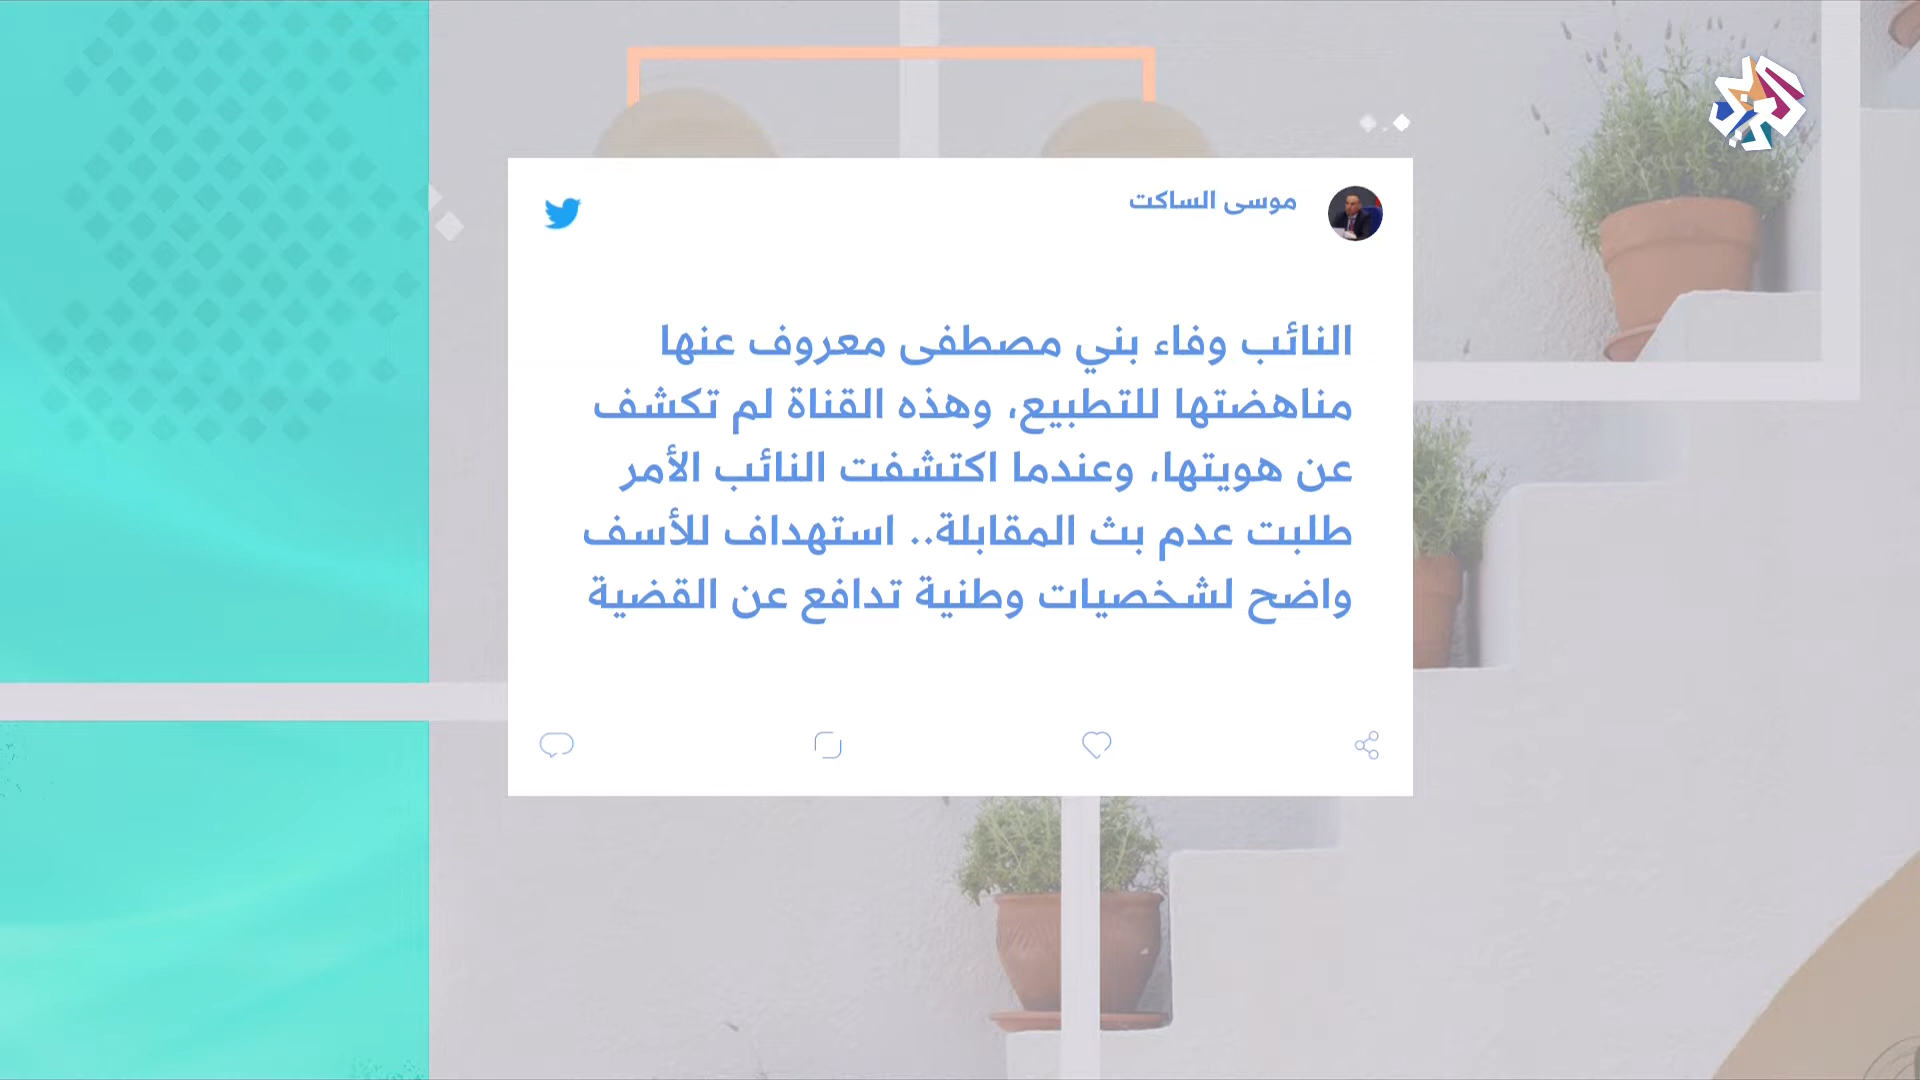 موسى الساكت
النائب وفاء بني مصطفى معروف عنها
مناهضتها للتطبيع، وهذه القناة لم تكشف
عن هويتها، وعندما اكتشفت النائب الأمر
طلبت عدم بث المقابلة.. استهداف للأسف
واضح لشخصيات وطنية تدافع عن القضية